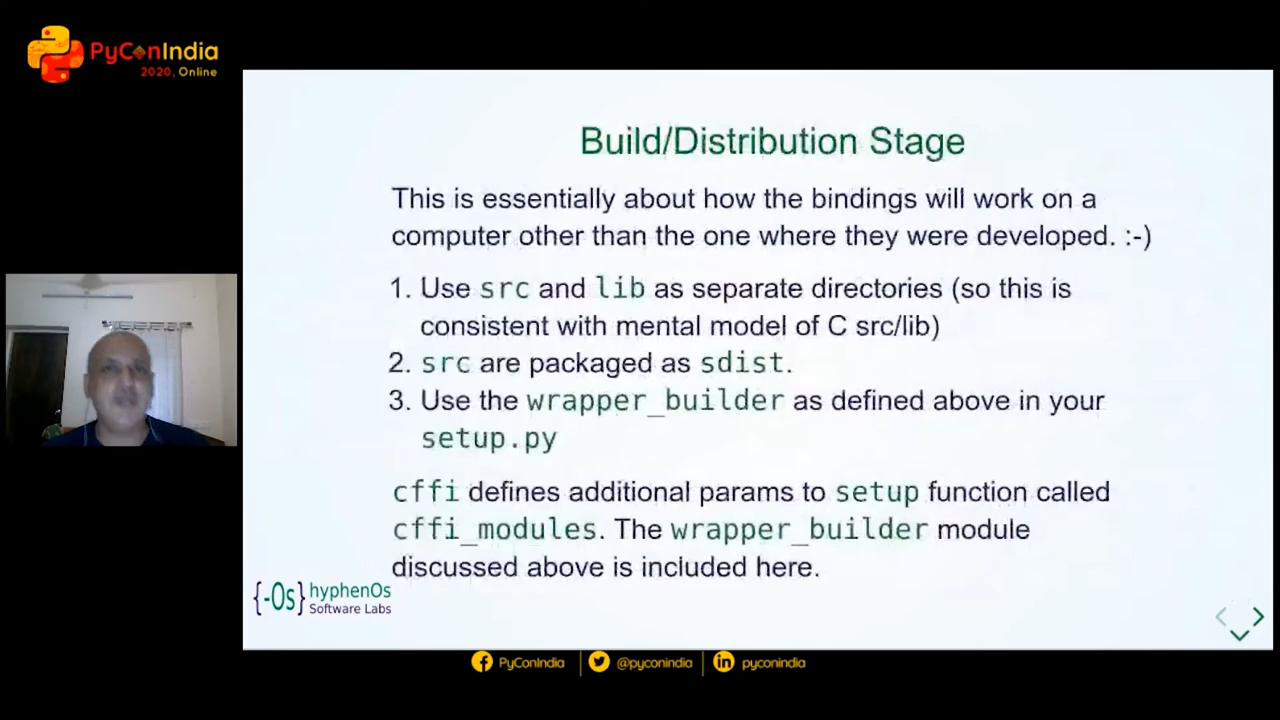 PyConIndia
2020, Online
Build/Distribution Stage
This is essentially about how the bindings will work on a
computer other than the one where they were developed. :-)
1. Use src and lib as separate directories (so this is
consistent with mental model of C src/lib)
2. src are packaged as sdist.
3. Use the wrapper_builder as defined above in your
setup.py
cffi defines additional params to setup function called
cffi_modules. The wrapper_builder module
discussed above is included here.
{-Os} hyphenOs
Software Labs
PyConIndia @pyconindia pyconindia